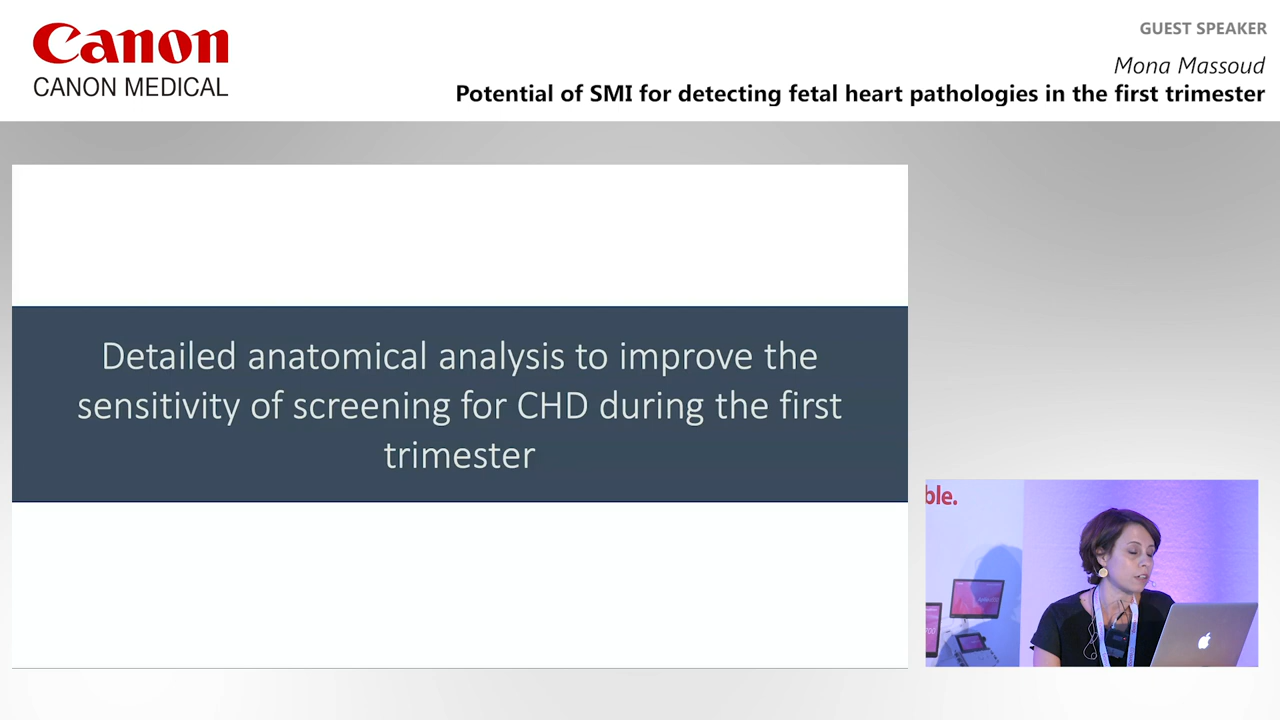 Canon
CANON MEDICAL
GUEST SPEAKER
Mona Massoud
Potential of SMI for detecting fetal heart pathologies in the first trimester
Detailed anatomical analysis to improve the
sensitivity of screening for CHD during the first
trimester
ble.